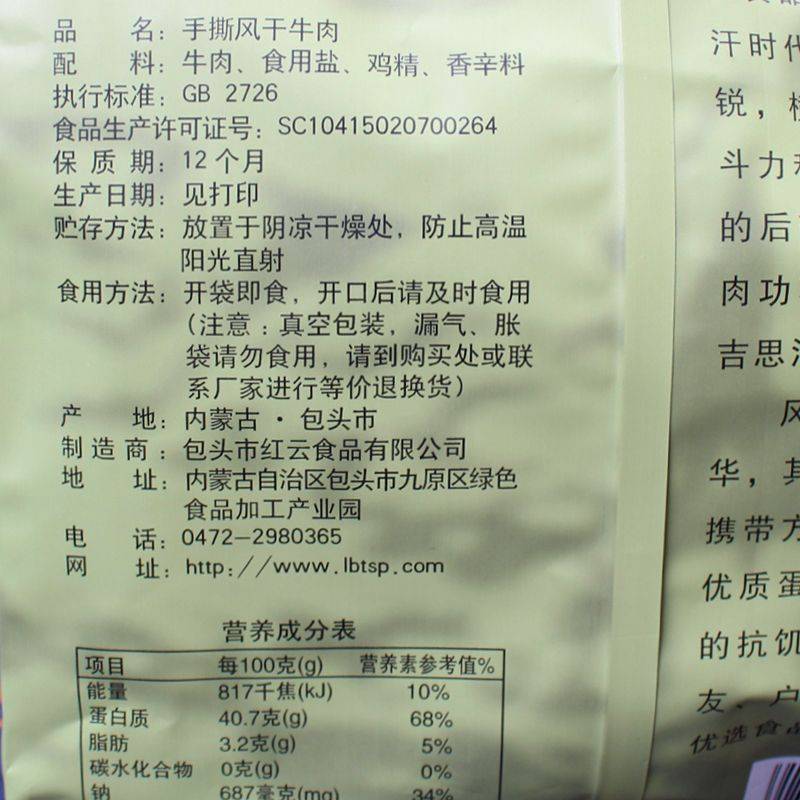 品 名：手撕风干牛肉
配 料：牛肉、食用盐、鸡精、香辛料
执行标准：GB 2726
食品生产许可证号：SC10415020700264
保 质 期：12个月
生产日期：见打印
贮存方法：放置于阴凉干燥处，防止高温
阳光直射
食用方法：开袋即食，开口后请及时食用
（注意：真空包装，漏气、胀
袋请勿食用，请到购买处或联
系厂家进行等价退换货）
产 地：内蒙古·包头市
制 造 商：包头市红云食品有限公司
地 址：内蒙古自治区包头市九原区绿色
食品加工产业园
电 话：0472-2980365
网 址：http://www.lbtsp.com
营养成分表
项目 每100克(g) 营养素参考值%
能量 817千焦(kJ) 10%
蛋白质 40.7克(g) 68%
脂肪 3.2克(g) 5%
碳水化合物 0克(g) 0%
钠 687毫克(mg) 34%
汗时代
锐，
斗力
的后
肉功
吉思
风
华，其
携带方
优质蛋
的抗饥
友、户
优选食品